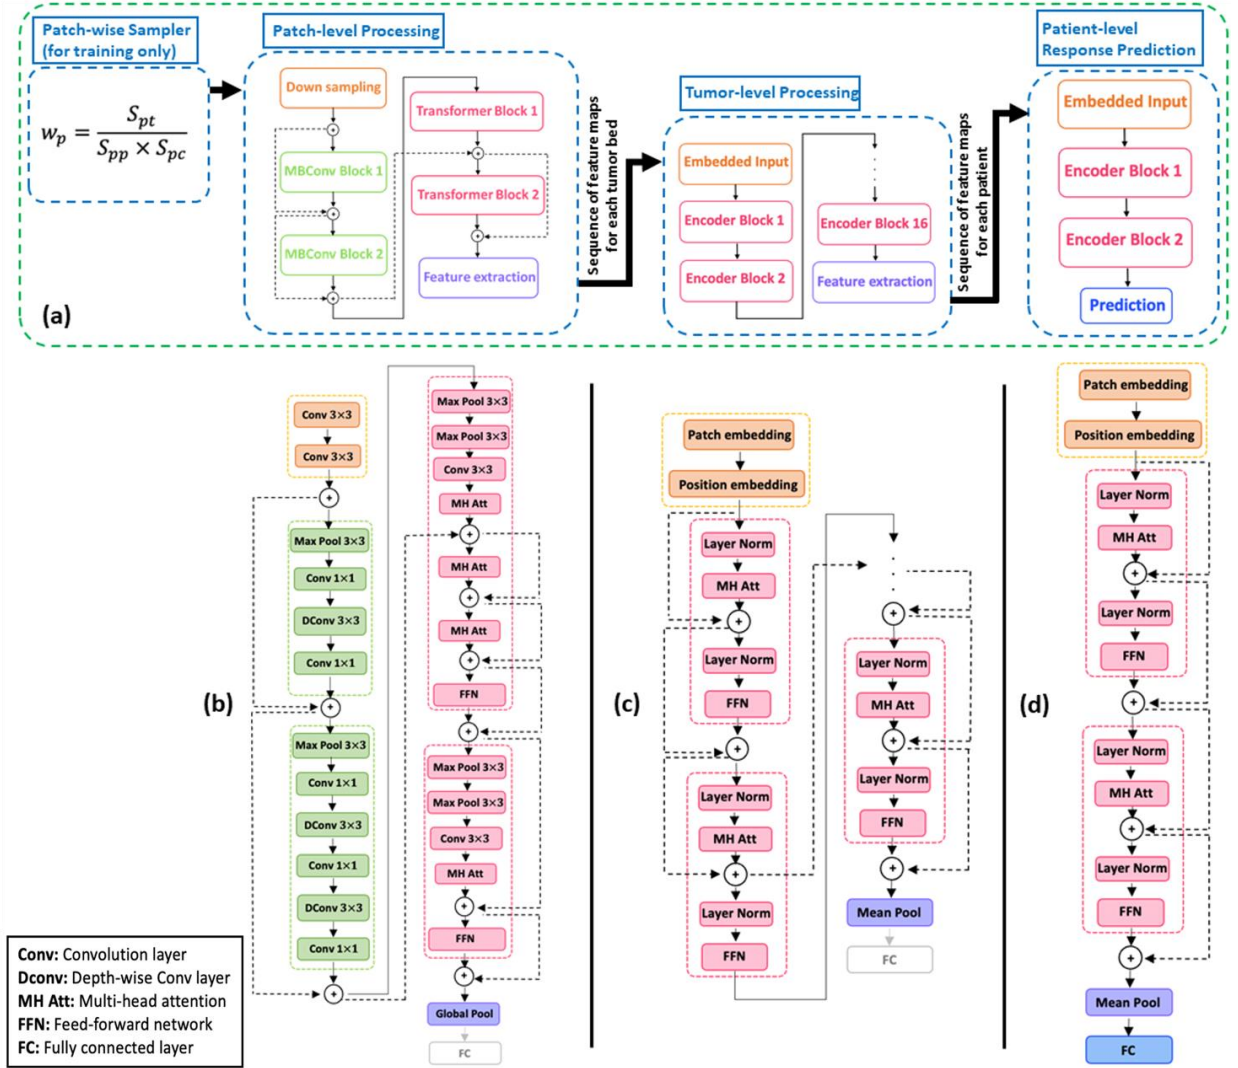 Patch-wise Sampler
(for training only)
w_p = S_pt / (S_pp × S_pc)
Patch-level Processing
Down sampling
MBConv Block 1
MBConv Block 2
Transformer Block 1
Transformer Block 2
Feature extraction
Sequence of feature maps
for each tumor bed
Tumor-level Processing
Embedded Input
Encoder Block 1
Encoder Block 2
Encoder Block 16
Feature extraction
Sequence of feature maps
for each patient
Patient-level
Response Prediction
Embedded Input
Encoder Block 1
Encoder Block 2
Prediction
(a)
Conv 3×3
Conv 3×3
Max Pool 3×3
Conv 1×1
DConv 3×3
Conv 1×1
Max Pool 3×3
Conv 1×1
DConv 3×3
Conv 1×1
DConv 3×3
Conv 1×1
Max Pool 3×3
Max Pool 3×3
Conv 3×3
MH Att
MH Att
MH Att
FFN
Max Pool 3×3
Max Pool 3×3
Conv 3×3
MH Att
FFN
Global Pool
FC
(b)
Patch embedding
Position embedding
Layer Norm
MH Att
Layer Norm
FFN
Layer Norm
MH Att
Layer Norm
FFN
Layer Norm
MH Att
Layer Norm
FFN
Mean Pool
FC
(c)
Patch embedding
Position embedding
Layer Norm
MH Att
Layer Norm
FFN
Layer Norm
MH Att
Layer Norm
FFN
Mean Pool
FC
(d)
Conv: Convolution layer
Dconv: Depth-wise Conv layer
MH Att: Multi-head attention
FFN: Feed-forward network
FC: Fully connected layer